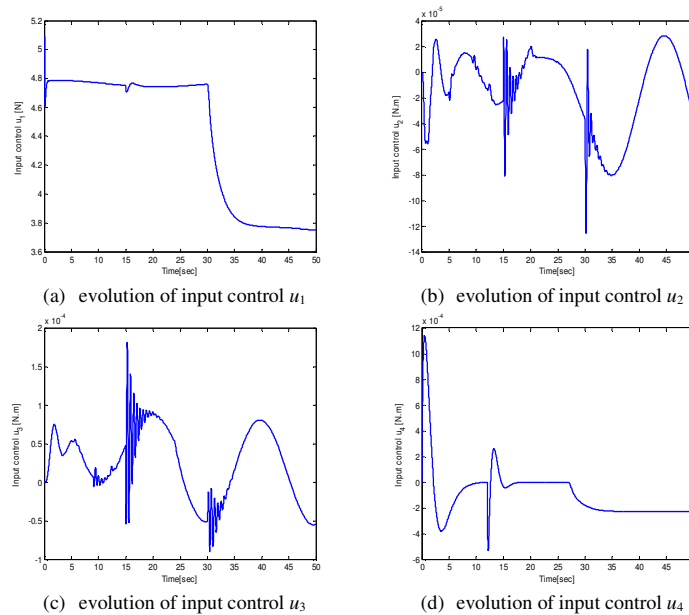 5.2
5
4.8
4.6
4.4
4.2
4
3.8
3.6
Input control u1 [N]
0 5 10 15 20 25 30 35 40 45 50
Time[sec]
(a) evolution of input control u1
x 10-5
4
2
0
-2
-4
-6
-8
-10
-12
-14
Input control u2 [N.m]
0 5 10 15 20 25 30 35 40 45
Time[sec]
(b) evolution of input control u2
x 10-4
2
1.5
1
0.5
0
-0.5
-1
Input control u3 [N.m]
0 5 10 15 20 25 30 35 40 45 50
Time[sec]
(c) evolution of input control u3
x 10-4
12
10
8
6
4
2
0
-2
-4
-6
Input control u4 [N.m]
0 5 10 15 20 25 30 35 40 45
Time[sec]
(d) evolution of input control u4